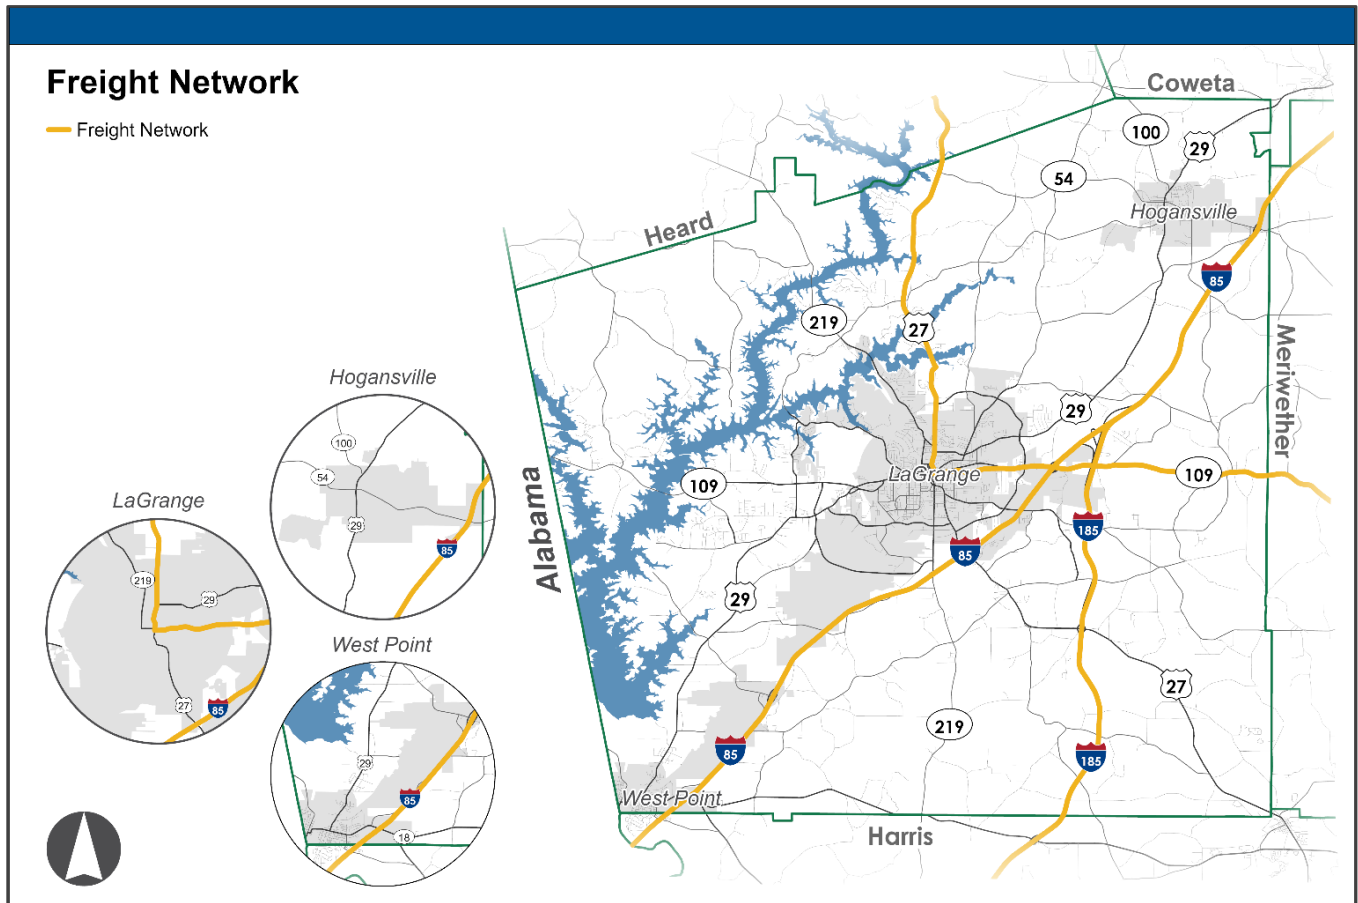 Freight Network
Freight Network
Coweta
100
29
54
Hogansville
Heard
85
219
27
Meriwether
29
LaGrange
109
109
Alabama
185
85
29
27
219
85
185
West Point
Harris
Hogansville
100
54
29
85
LaGrange
219
29
27
85
West Point
29
85
18